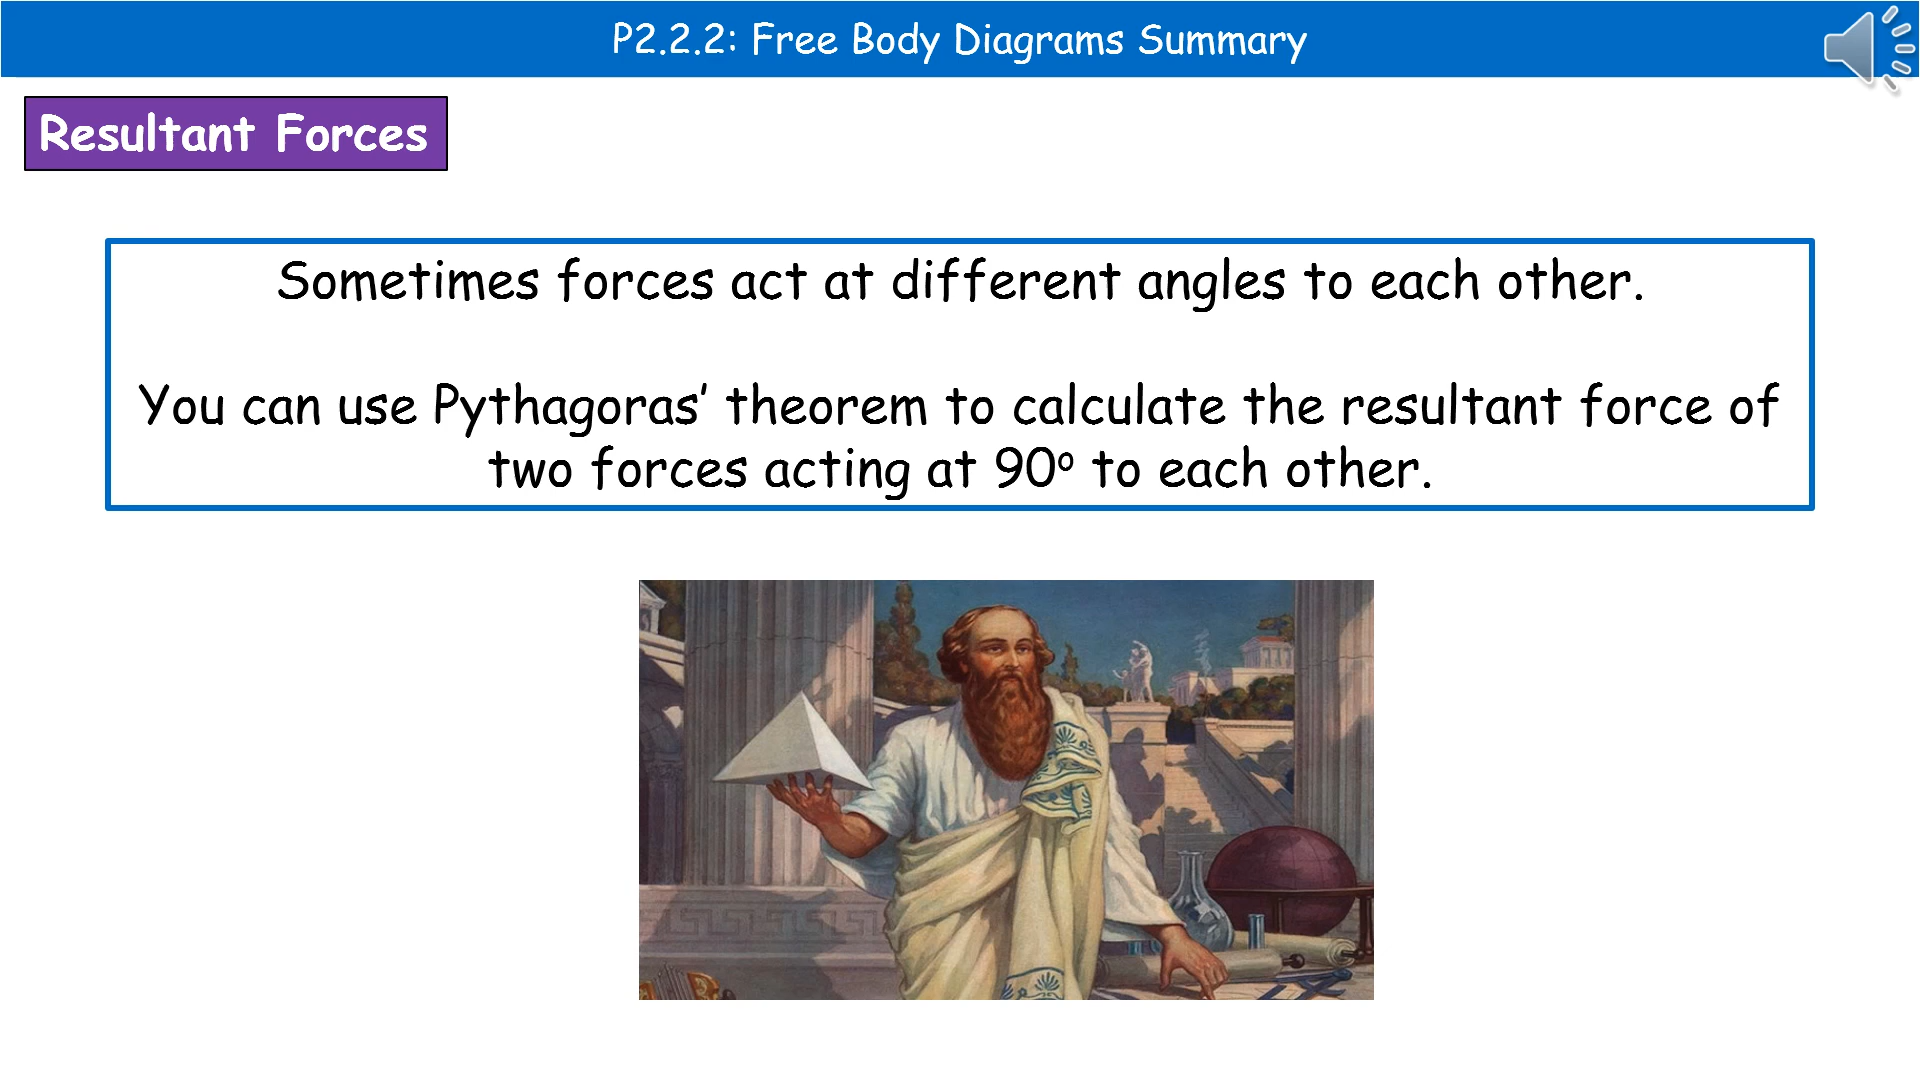 P2.2.2: Free Body Diagrams Summary
Resultant Forces
Sometimes forces act at different angles to each other.
You can use Pythagoras’ theorem to calculate the resultant force of
two forces acting at 90º to each other.